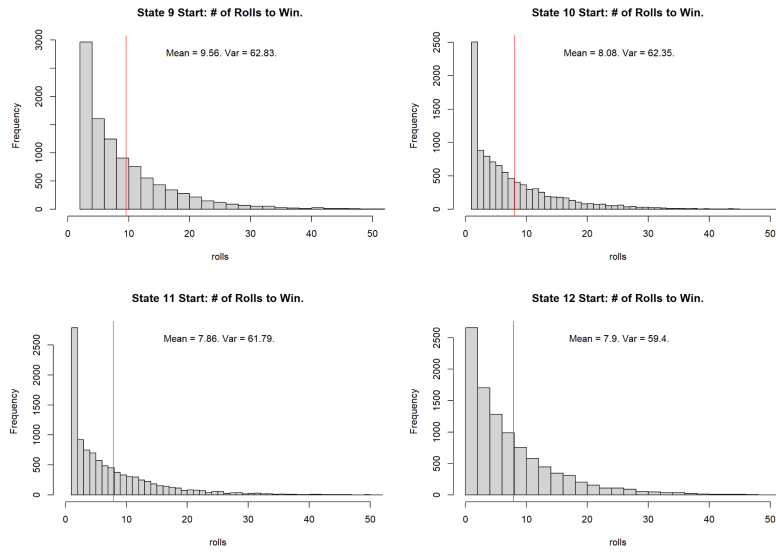 State 9 Start: # of Rolls to Win.
Mean = 9.56. Var = 62.83.
Frequency
0 500 1000 2000 3000
0 10 20 30 40 50
rolls
State 10 Start: # of Rolls to Win.
Mean = 8.08. Var = 62.35.
Frequency
0 500 1000 1500 2000 2500
0 10 20 30 40 50
rolls
State 11 Start: # of Rolls to Win.
Mean = 7.86. Var = 61.79.
Frequency
0 500 1000 1500 2000 2500
0 10 20 30 40 50
rolls
State 12 Start: # of Rolls to Win.
Mean = 7.9. Var = 59.4.
Frequency
0 500 1000 1500 2000 2500
0 10 20 30 40 50
rolls